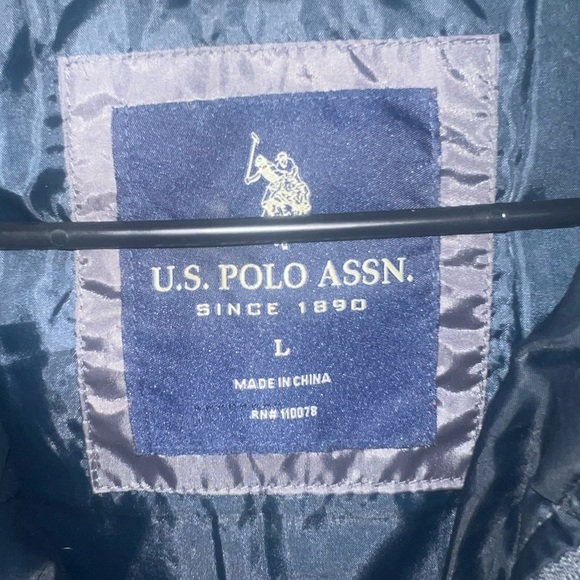 U.S. POLO ASSN.
SINCE 1890
L
MADE IN CHINA
RN# 110078